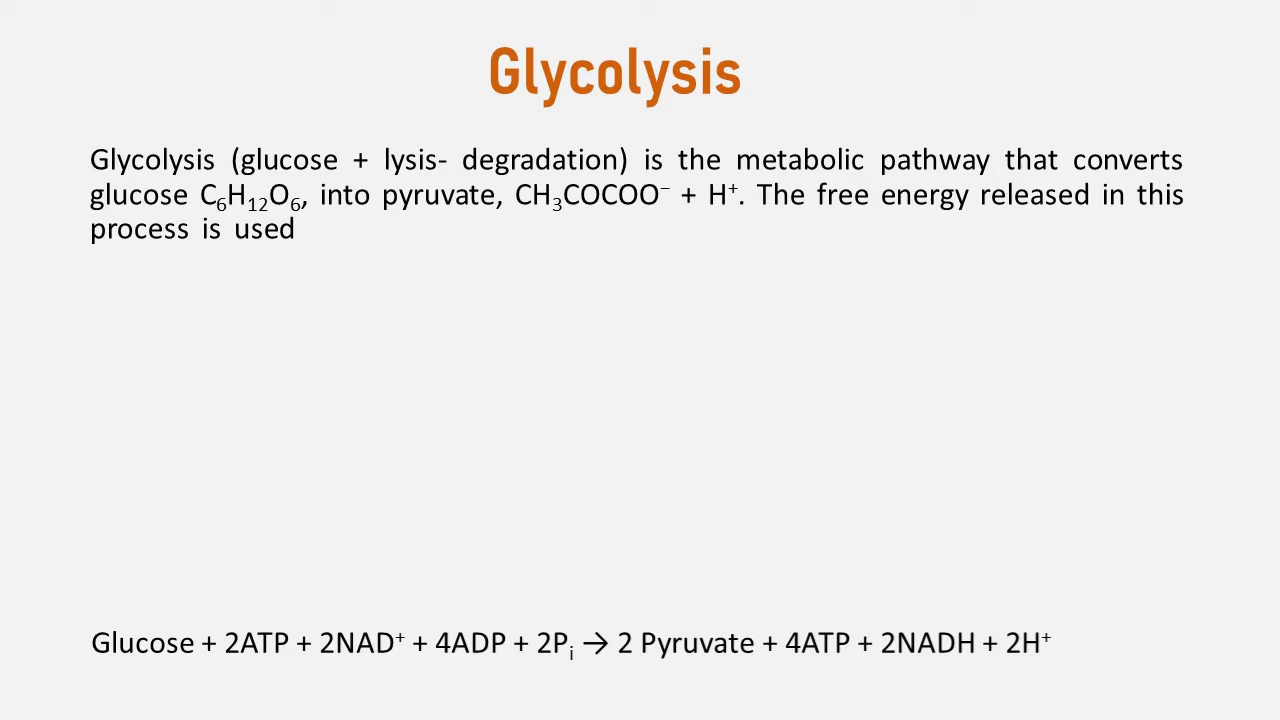 Glycolysis
Glycolysis (glucose + lysis- degradation) is the metabolic pathway that converts
glucose C₆H₁₂O₆, into pyruvate, CH₃COCOO⁻ + H⁺. The free energy released in this
process is used
Glucose + 2ATP + 2NAD⁺ + 4ADP + 2Pᵢ → 2 Pyruvate + 4ATP + 2NADH + 2H⁺